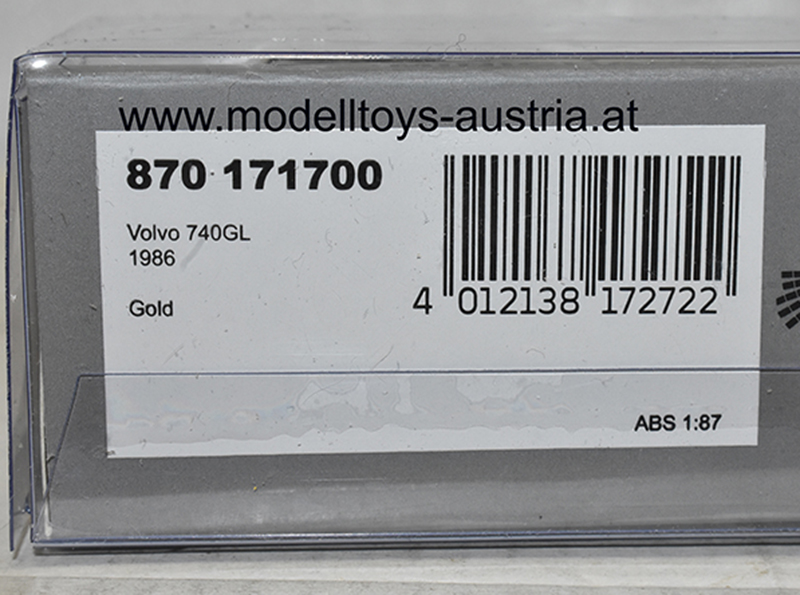 www.modelltoys-austria.at
870 171700
Volvo 740GL
1986
Gold
4 012138 172722
ABS 1:87